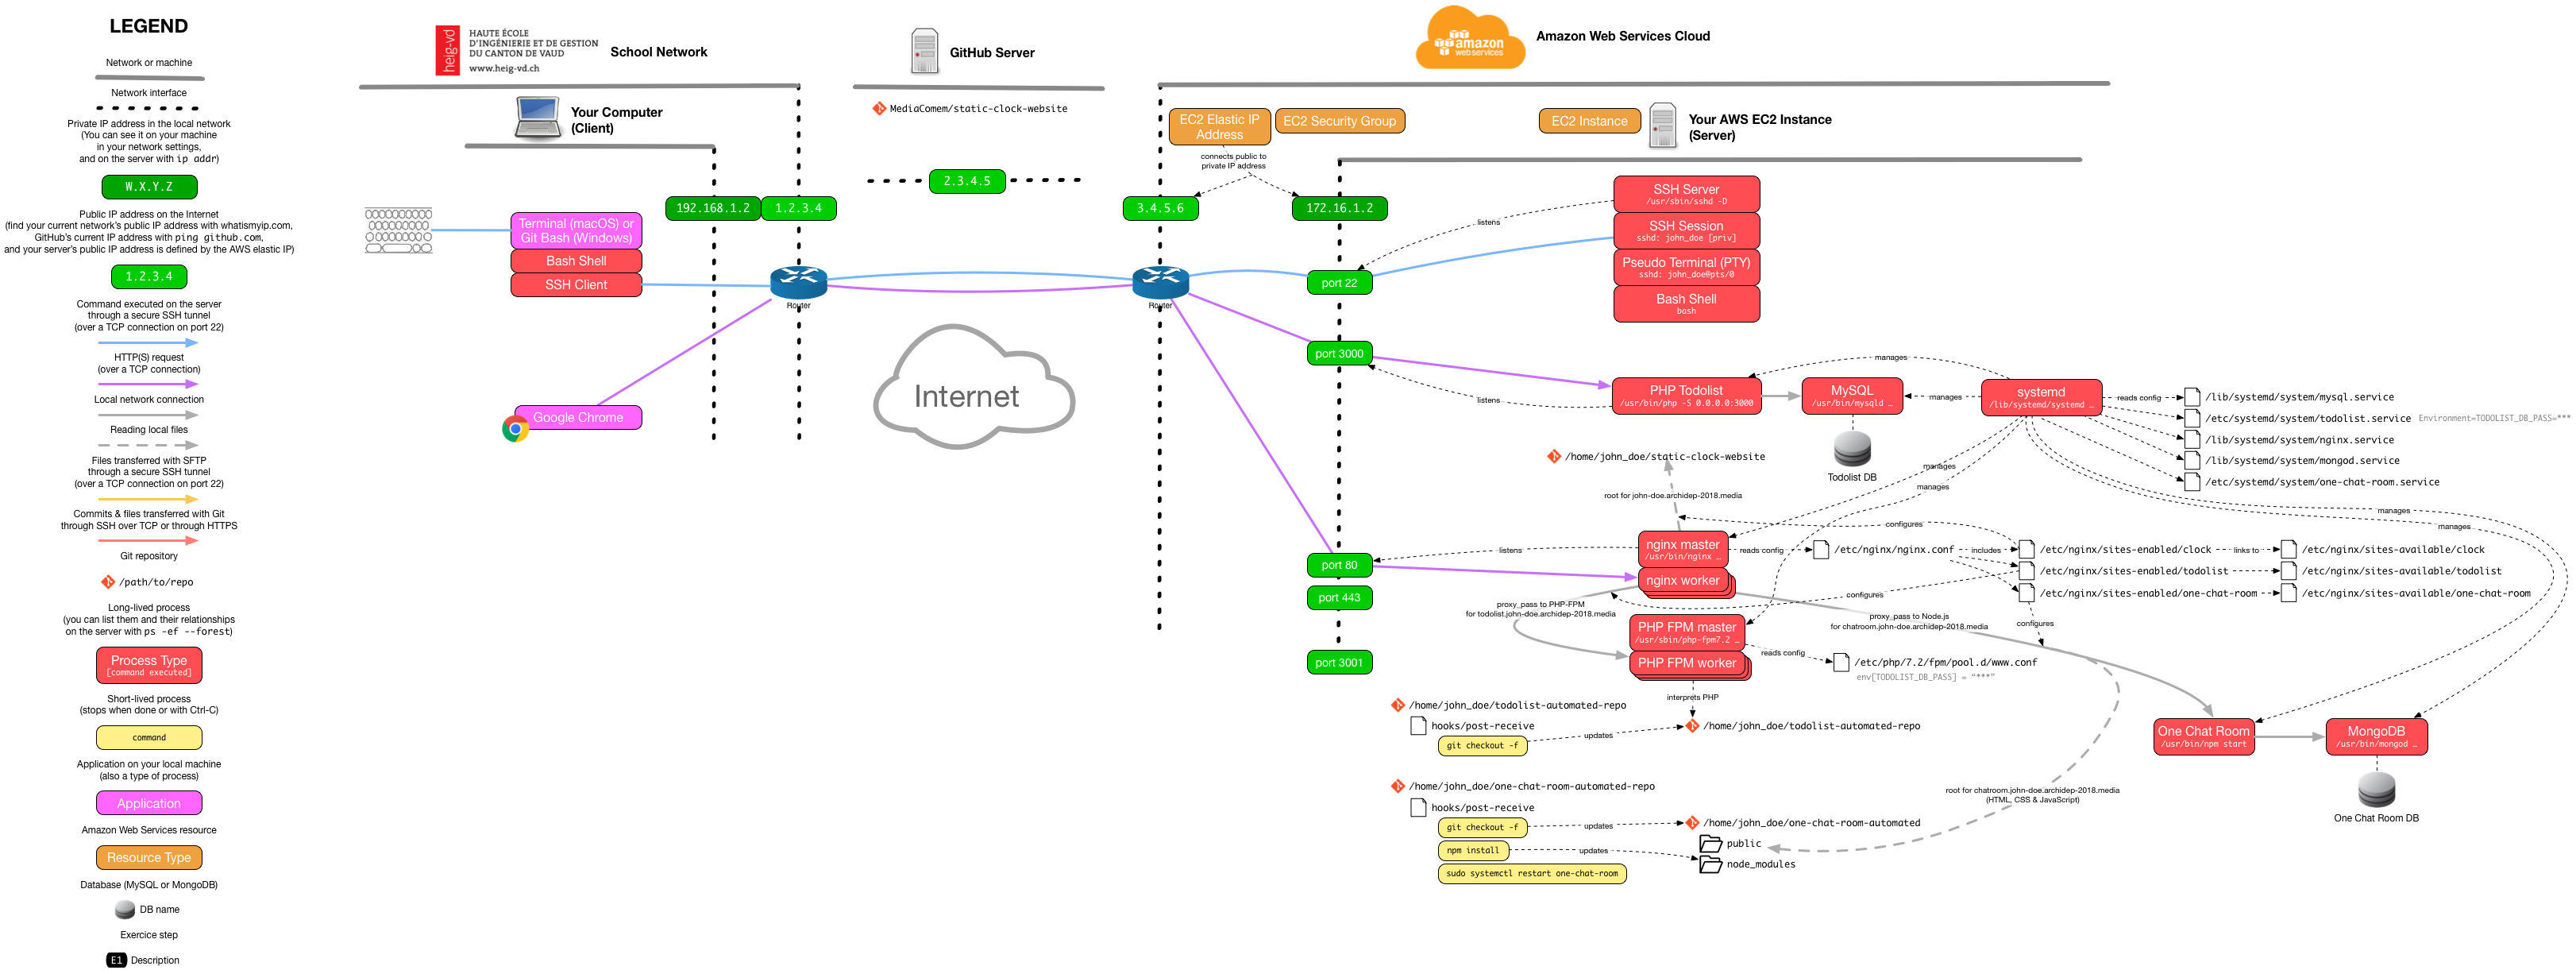 LEGEND
Network or machine
Network interface
Private IP address in the local network
(You can see it on your machine
in your network settings,
and on the server with ip addr)
W.X.Y.Z
Public IP address on the Internet
(find your current network's public IP address with whatismyip.com,
GitHub's current IP address with ping github.com,
and your server's public IP address is defined by the AWS elastic IP)
1.2.3.4
Command executed on the server
through a secure SSH tunnel
(over a TCP connection on port 22)
HTTP(S) request
(over a TCP connection)
Local network connection
Reading local files
Files transferred with SFTP
through a secure SSH tunnel
(over a TCP connection on port 22)
Commits & files transferred with Git
through SSH over TCP or through HTTPS
Git repository
/path/to/repo
Long-lived process
(you can list them and their relationships
on the server with ps -ef --forest)
Process Type
[command executed]
Short-lived process
(stops when done or with Ctrl-C)
command
Application on your local machine
(also a type of process)
Application
Amazon Web Services resource
Resource Type
Database (MySQL or MongoDB)
DB name
Exercice step
E1 Description
heig-vd
HAUTE ÉCOLE
D'INGÉNIERIE ET DE GESTION
DU CANTON DE VAUD
www.heig-vd.ch
School Network
Your Computer
(Client)
192.168.1.2
1.2.3.4
Terminal (macOS) or
Git Bash (Windows)
Bash Shell
SSH Client
Router
Google Chrome
GitHub Server
MediaComem/static-clock-website
2.3.4.5
Internet
amazon
web services
Amazon Web Services Cloud
EC2 Elastic IP
Address
EC2 Security Group
EC2 Instance
Your AWS EC2 Instance
(Server)
connects public to
private IP address
3.4.5.6
172.16.1.2
Router
port 22
port 3000
port 80
port 443
port 3001
listens
listens
listens
SSH Server
/usr/sbin/sshd -D
SSH Session
sshd: john_doe [priv]
Pseudo Terminal (PTY)
sshd: john_doe@pts/0
Bash Shell
bash
manages
PHP Todolist
/usr/bin/php -S 0.0.0.0:3000
MySQL
/usr/bin/mysqld …
manages
systemd
/lib/systemd/systemd …
reads config
/lib/systemd/system/mysql.service
/etc/systemd/system/todolist.service Environment=TODOLIST_DB_PASS=***
/lib/systemd/system/nginx.service
/lib/systemd/system/mongod.service
/etc/systemd/system/one-chat-room.service
Todolist DB
/home/john_doe/static-clock-website
root for john-doe.archidep-2018.media
manages
manages
manages
manages
configures
nginx master
/usr/bin/nginx …
nginx worker
reads config
/etc/nginx/nginx.conf
includes
/etc/nginx/sites-enabled/clock
links to
/etc/nginx/sites-available/clock
/etc/nginx/sites-enabled/todolist
/etc/nginx/sites-available/todolist
/etc/nginx/sites-enabled/one-chat-room
/etc/nginx/sites-available/one-chat-room
configures
proxy_pass to PHP-FPM
for todolist.john-doe.archidep-2018.media
proxy_pass to Node.js
for chatroom.john-doe.archidep-2018.media
configures
PHP FPM master
/usr/sbin/php-fpm7.2 …
PHP FPM worker
reads config
/etc/php/7.2/fpm/pool.d/www.conf
env[TODOLIST_DB_PASS] = "***"
interprets PHP
/home/john_doe/todolist-automated-repo
hooks/post-receive
git checkout -f
updates
/home/john_doe/todolist-automated-repo
One Chat Room
/usr/bin/npm start
MongoDB
/usr/bin/mongod …
One Chat Room DB
/home/john_doe/one-chat-room-automated-repo
hooks/post-receive
git checkout -f
updates
/home/john_doe/one-chat-room-automated
public
npm install
updates
node_modules
sudo systemctl restart one-chat-room
root for chatroom.john-doe.archidep-2018.media
(HTML, CSS & JavaScript)